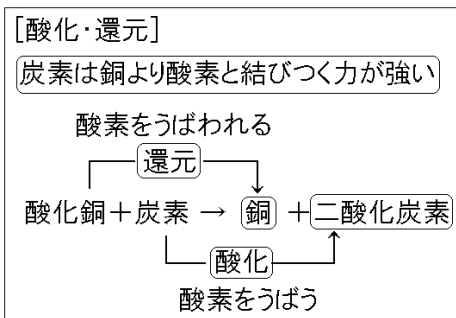 [酸化・還元]
炭素は銅より酸素と結びつく力が強い
酸素をうばわれる
還元
酸化銅+炭素 → 銅 +二酸化炭素
酸化
酸素をうばう